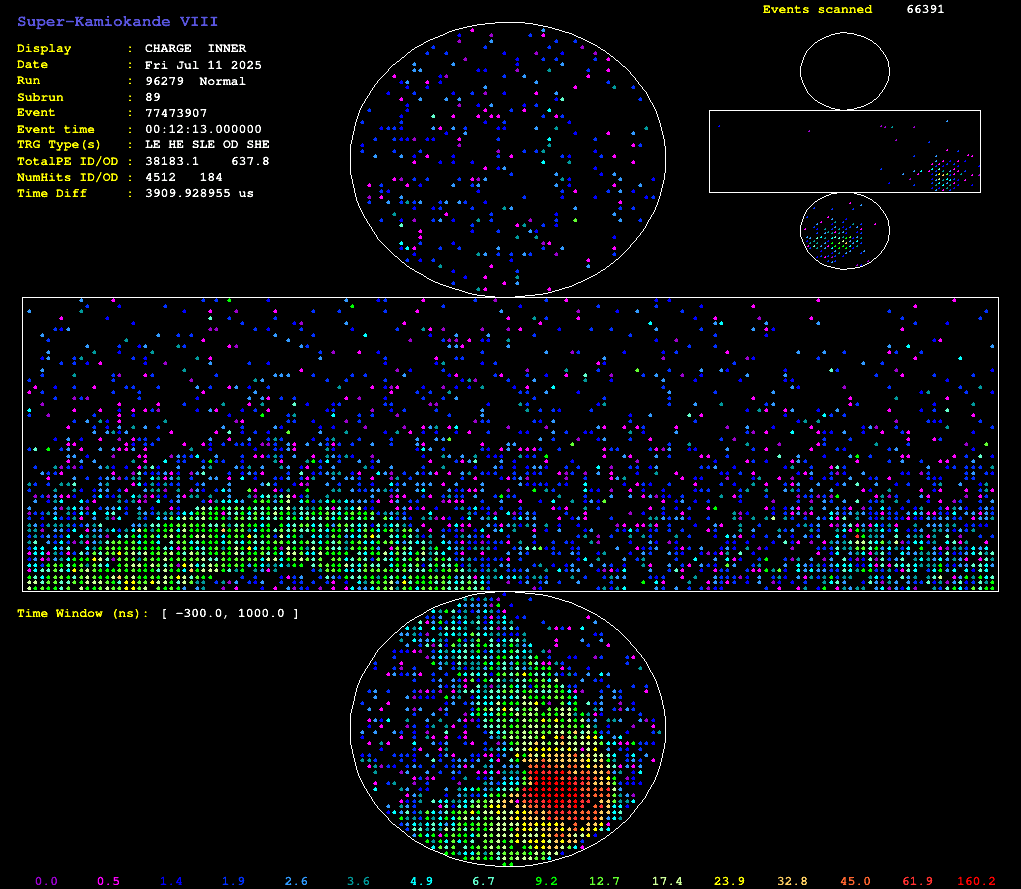 Super-Kamiokande VIII
Events scanned 66391
Display : CHARGE INNER
Date : Fri Jul 11 2025
Run : 96279 Normal
Subrun : 89
Event : 77473907
Event time : 00:12:13.000000
TRG Type(s) : LE HE SLE OD SHE
TotalPE ID/OD : 38183.1 637.8
NumHits ID/OD : 4512 184
Time Diff : 3909.928955 us
Time Window (ns): [ -300.0, 1000.0 ]
0.0 0.5 1.4 1.9 2.6 3.6 4.9 6.7 9.2 12.7 17.4 23.9 32.8 45.0 61.9 160.2